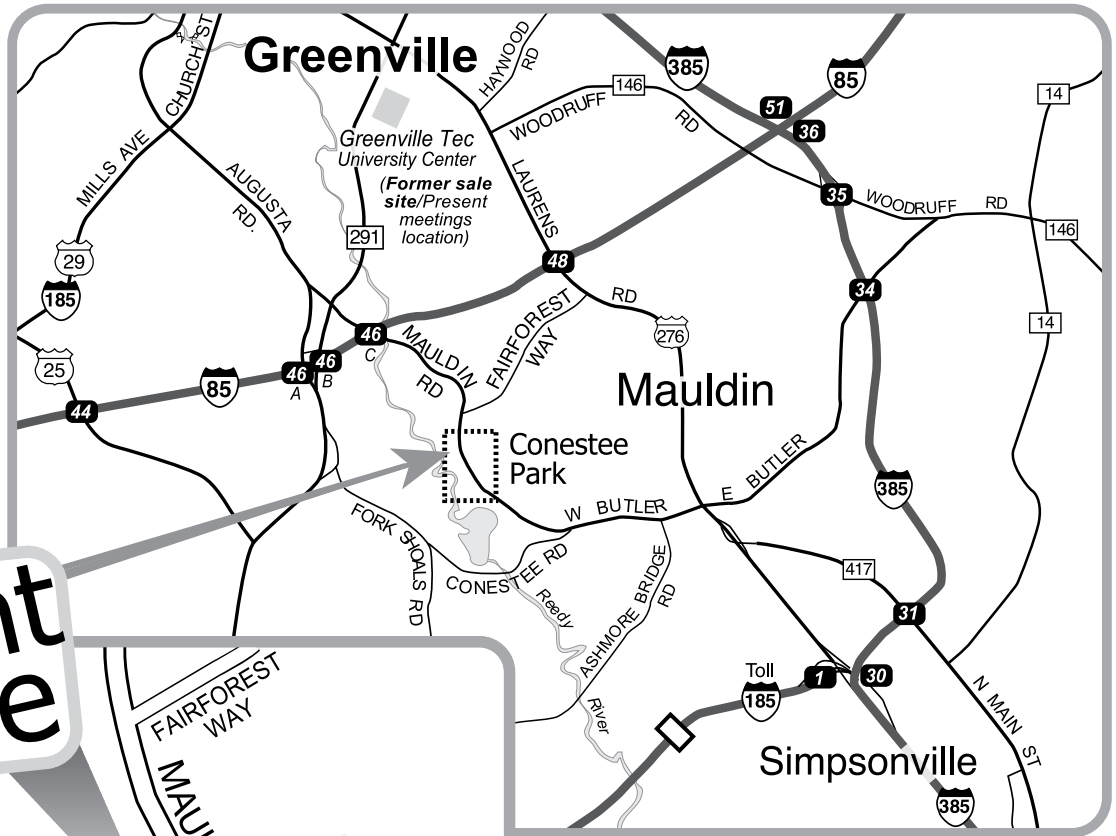 Greenville
CHURCH ST
HAYWOOD
RD
385
85
14
146
WOODRUFF
RD
51
36
MILLS AVE
Greenville Tec
University Center
(Former sale
site/Present
meetings
location)
AUGUSTA
RD.
LAURENS
35
WOODRUFF RD
146
291
29
185
48
34
RD
14
276
46
C
MAULDIN
RD
FAIRFOREST
WAY
25
46
B
46
A
85
44
Mauldin
Conestee
Park
E BUTLER
385
W BUTLER
FORK SHOALS
RD
CONESTEE RD
417
Reedy
ASHMORE BRIDGE
RD
31
River
Toll
185
1
30
N MAIN ST
Simpsonville
385
nt
e
FAIRFOREST
WAY
MAU